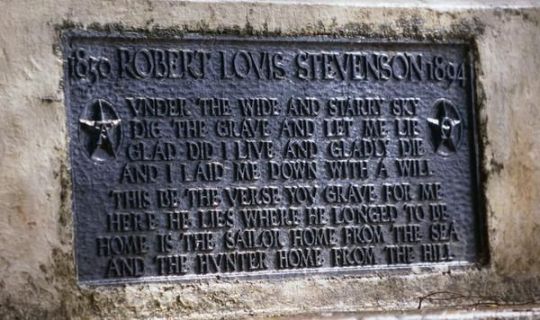 1850 ROBERT LOVIS STEVENSON 1894
VNDER THE WIDE AND STARRY SKY
DIG THE GRAVE AND LET ME LIE
GLAD DID I LIVE AND GLADLY DIE
AND I LAID ME DOWN WITH A WILL
THIS BE THE VERSE YOV GRAVE FOR ME
HERE HE LIES WHERE HE LONGED TO BE
HOME IS THE SAILOR HOME FROM THE SEA
AND THE HVNTER HOME FROM THE HILL